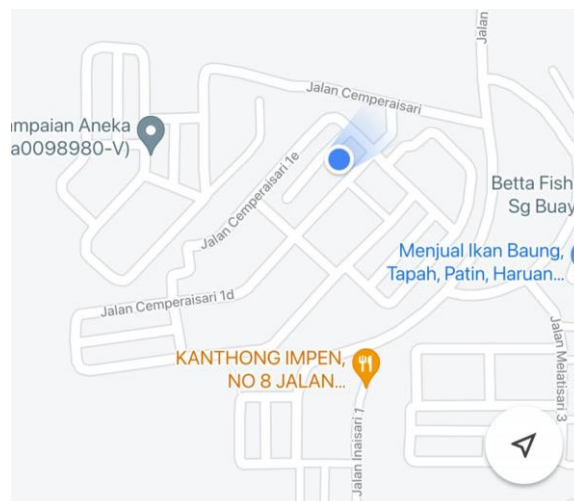 Jalan
Jalan Cemperaisari
mpaian Aneka
a0098980-V)
Jalan Cemperaisari 1e
Betta Fish
Sg Buay
Menjual Ikan Baung,
Tapah, Patin, Haruan...
Jalan Cemperaisari 1d
KANTHONG IMPEN,
NO 8 JALAN...
Jalan Melatisari 3
Jalan Inaisari 1